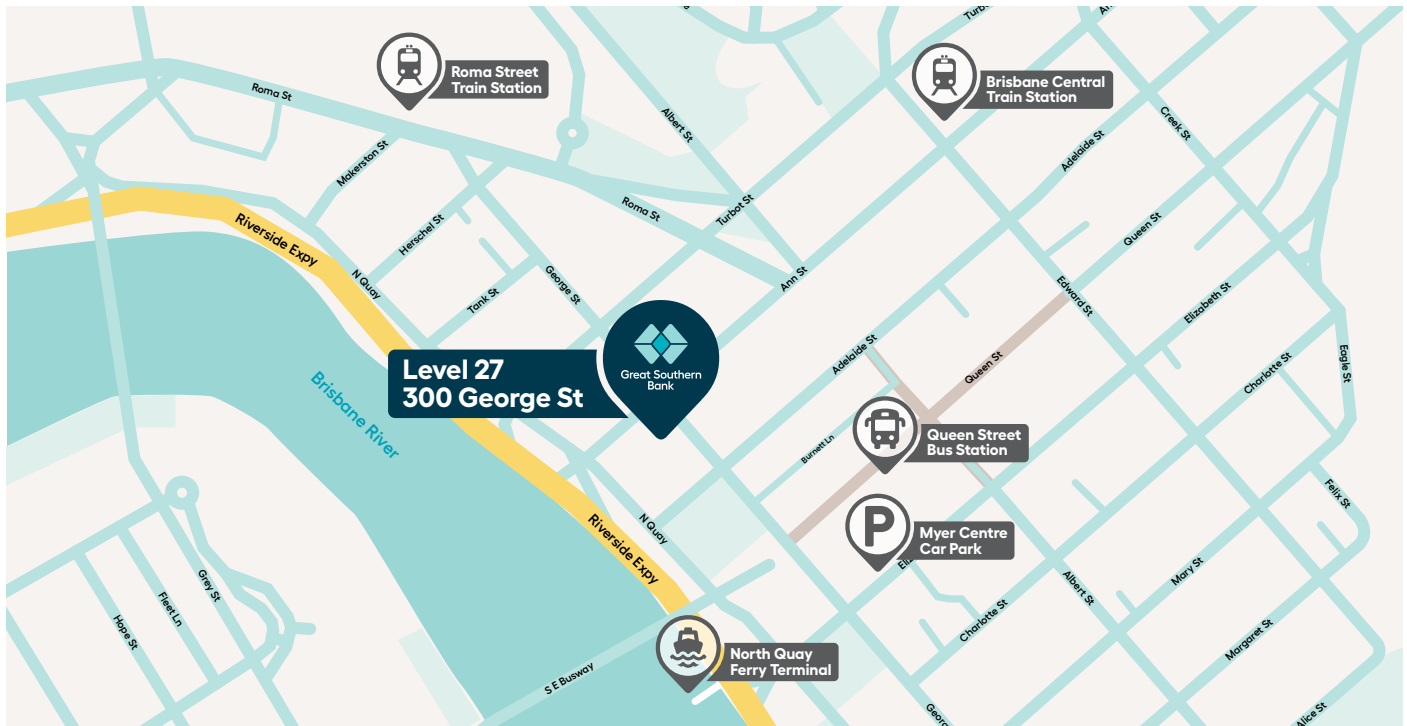 Turb
An
Roma Street
Train Station
Brisbane Central
Train Station
Roma St
Albert St
Creek St
Makerston St
Adelaide St
Roma St
Turbot St
Herschel St
Queen St
Riverside Expy
N Quay
George St
Ann St
Tank St
Edward St
Elizabeth St
Adelaide St
Queen St
Eagle St
Level 27
300 George St
Great Southern
Bank
Charlotte St
Brisbane River
Burnett Ln
Queen Street
Bus Station
Felix St
N Quay
Riverside Expy
Myer Centre
Car Park
Eliz
Grey St
Fleet Ln
Hope St
Albert St
Mary St
Charlotte St
Margaret St
North Quay
Ferry Terminal
S E Busway
Georg
Alice St